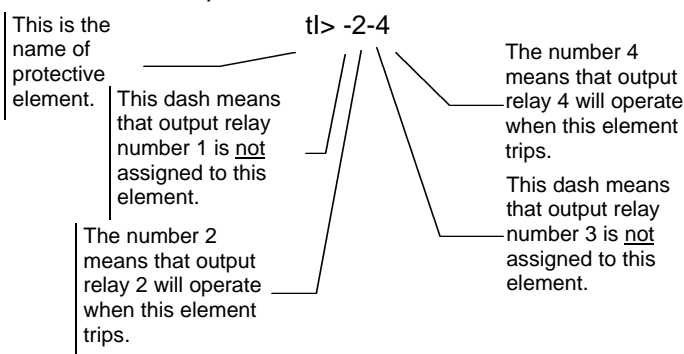 tI> -2-4
This is the
name of
protective
element.
This dash means
that output relay
number 1 is not
assigned to this
element.
The number 2
means that output
relay 2 will operate
when this element
trips.
The number 4
means that output
relay 4 will operate
when this element
trips.
This dash means
that output relay
number 3 is not
assigned to this
element.